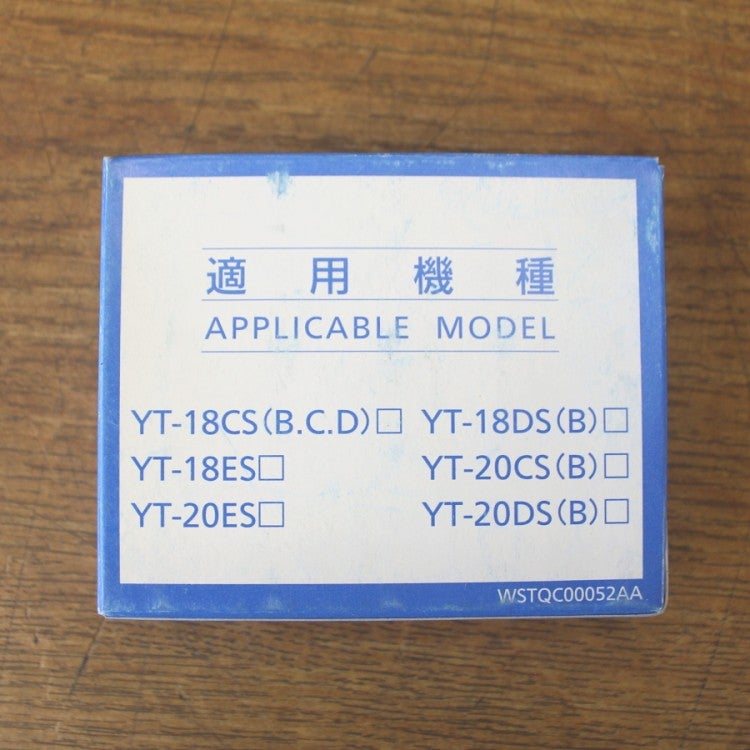 適用機種
APPLICABLE MODEL
YT-18CS(B.C.D)□ YT-18DS(B)□
YT-18ES□ YT-20CS(B)□
YT-20ES□ YT-20DS(B)□
WSTQC00052AA